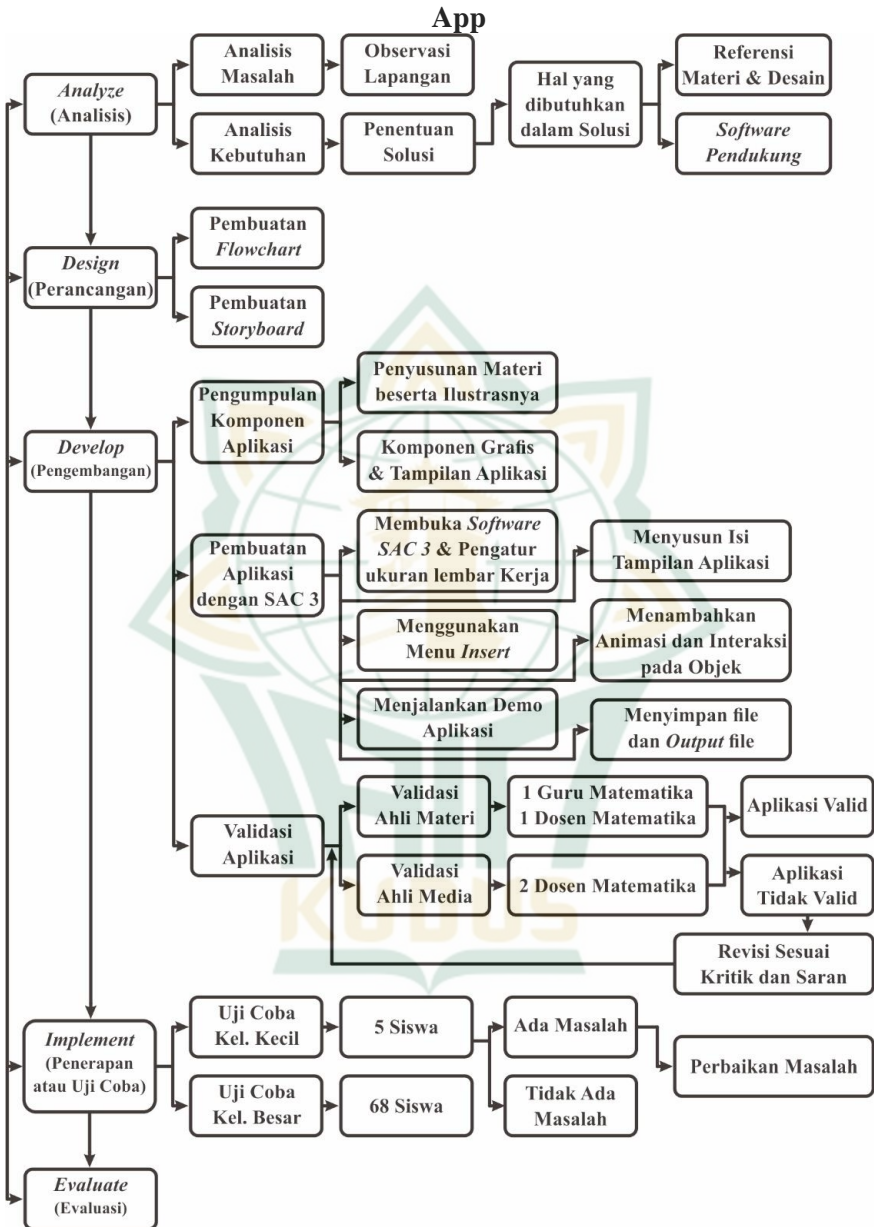 App
Analyze
(Analisis)
Analisis
Masalah
Observasi
Lapangan
Analisis
Kebutuhan
Penentuan
Solusi
Hal yang
dibutuhkan
dalam Solusi
Referensi
Materi & Desain
Software
Pendukung
Design
(Perancangan)
Pembuatan
Flowchart
Pembuatan
Storyboard
Develop
(Pengembangan)
Pengumpulan
Komponen
Aplikasi
Penyusunan Materi
beserta Ilustrasnya
Komponen Grafis
& Tampilan Aplikasi
Pembuatan
Aplikasi
dengan SAC 3
Membuka Software
SAC 3 & Pengatur
ukuran lembar Kerja
Menyusun Isi
Tampilan Aplikasi
Menggunakan
Menu Insert
Menambahkan
Animasi dan Interaksi
pada Objek
Menjalankan Demo
Aplikasi
Menyimpan file
dan Output file
Validasi
Aplikasi
Validasi
Ahli Materi
1 Guru Matematika
1 Dosen Matematika
Aplikasi Valid
Validasi
Ahli Media
2 Dosen Matematika
Aplikasi
Tidak Valid
Revisi Sesuai
Kritik dan Saran
KUDUS
Implement
(Penerapan
atau Uji Coba)
Uji Coba
Kel. Kecil
5 Siswa
Ada Masalah
Perbaikan Masalah
Uji Coba
Kel. Besar
68 Siswa
Tidak Ada
Masalah
Evaluate
(Evaluasi)